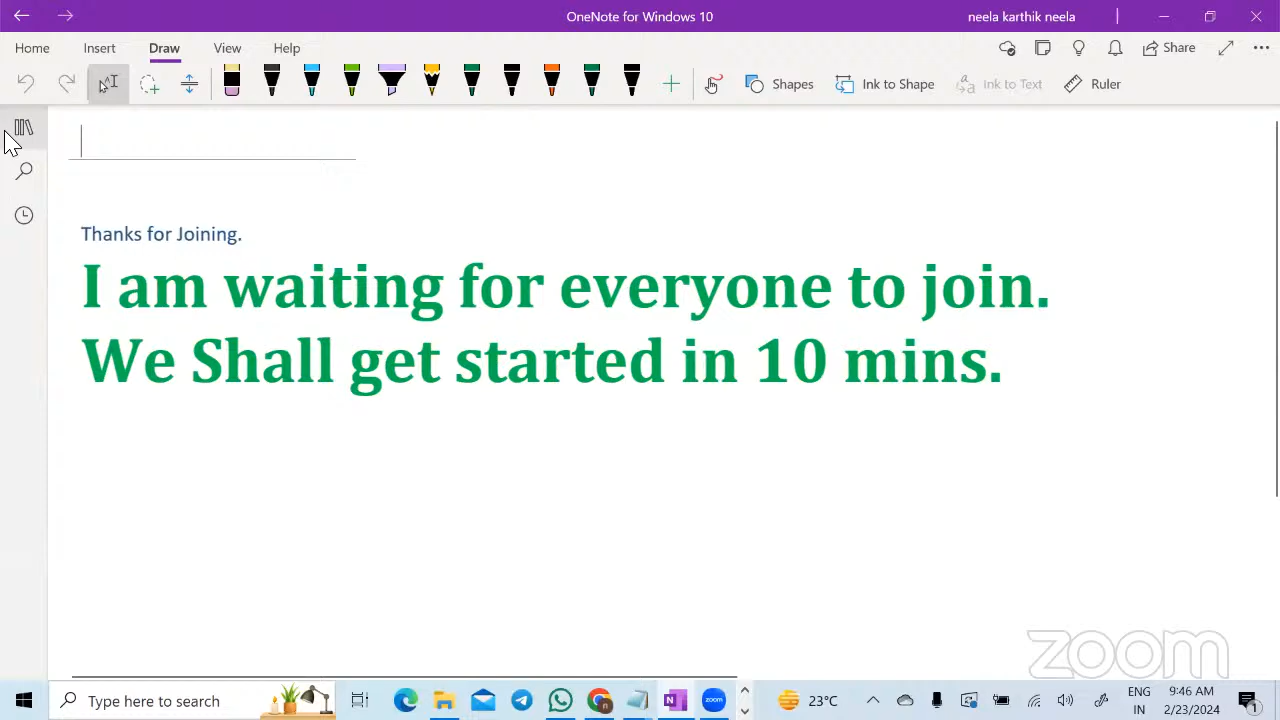 OneNote for Windows 10
neela karthik neela
Home Insert Draw View Help
Share
Shapes Ink to Shape Ink to Text Ruler
Thanks for Joining.
I am waiting for everyone to join.
We Shall get started in 10 mins.
zoom
Type here to search
N
n
zoom
23°C
ENG
IN
9:46 AM
2/23/2024
1